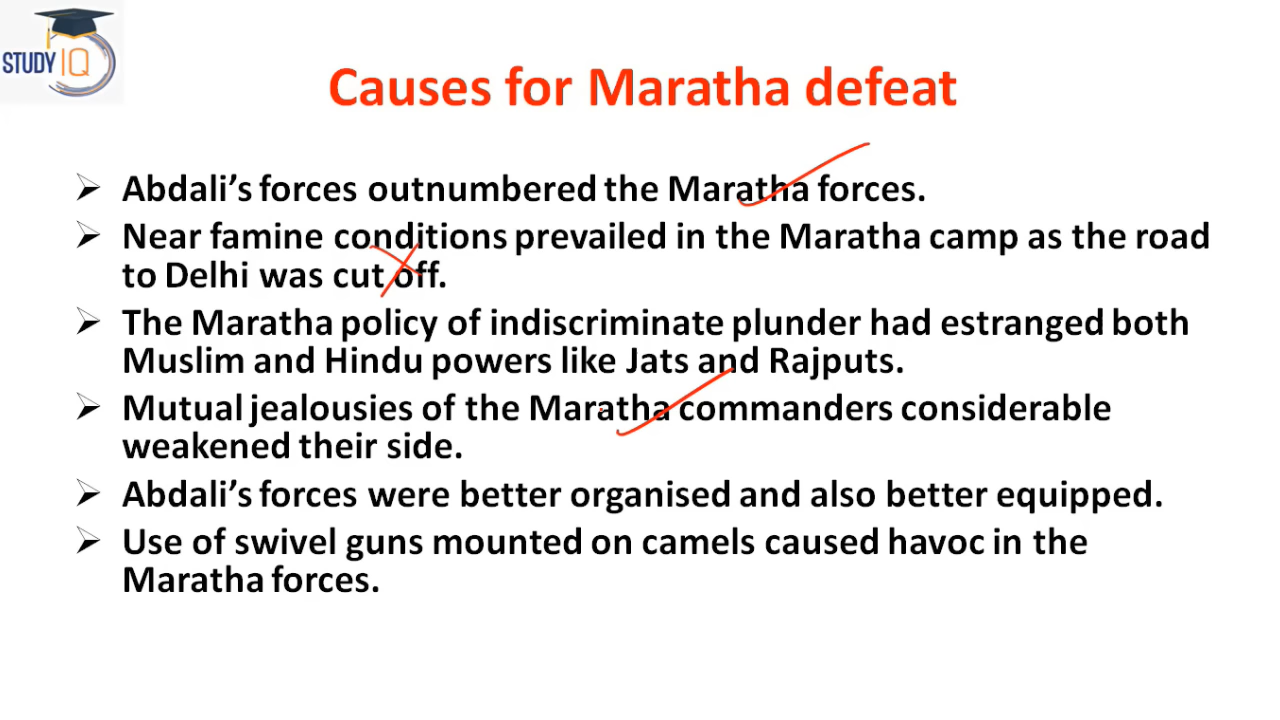 STUDY IQ
Causes for Maratha defeat
➢ Abdali's forces outnumbered the Maratha forces.
➢ Near famine conditions prevailed in the Maratha camp as the road
to Delhi was cut off.
➢ The Maratha policy of indiscriminate plunder had estranged both
Muslim and Hindu powers like Jats and Rajputs.
➢ Mutual jealousies of the Maratha commanders considerable
weakened their side.
➢ Abdali's forces were better organised and also better equipped.
➢ Use of swivel guns mounted on camels caused havoc in the
Maratha forces.